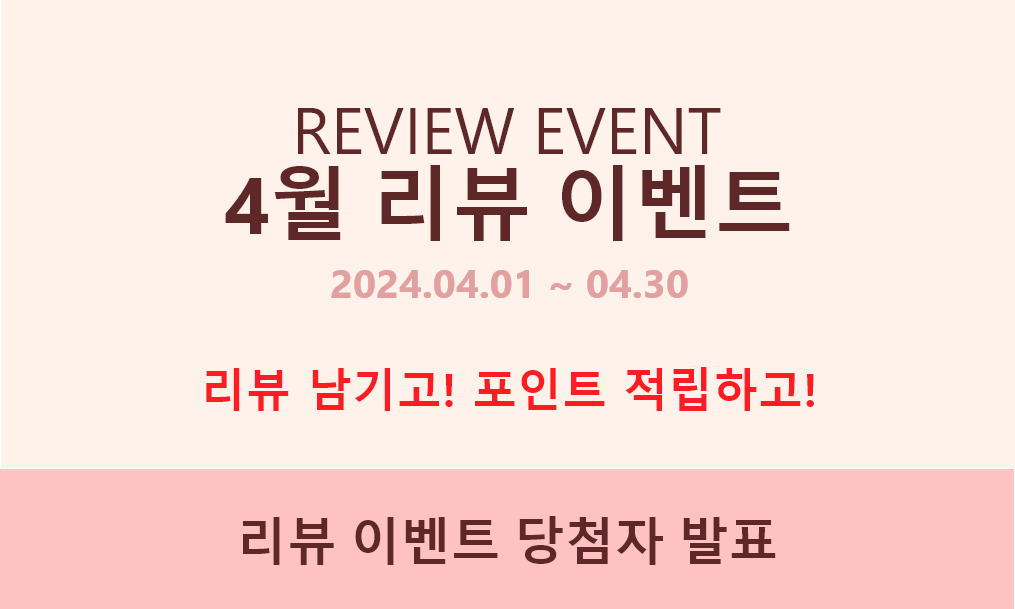 REVIEW EVENT
4월 리뷰 이벤트
2024.04.01 ~ 04.30
리뷰 남기고! 포인트 적립하고!
리뷰 이벤트 당첨자 발표